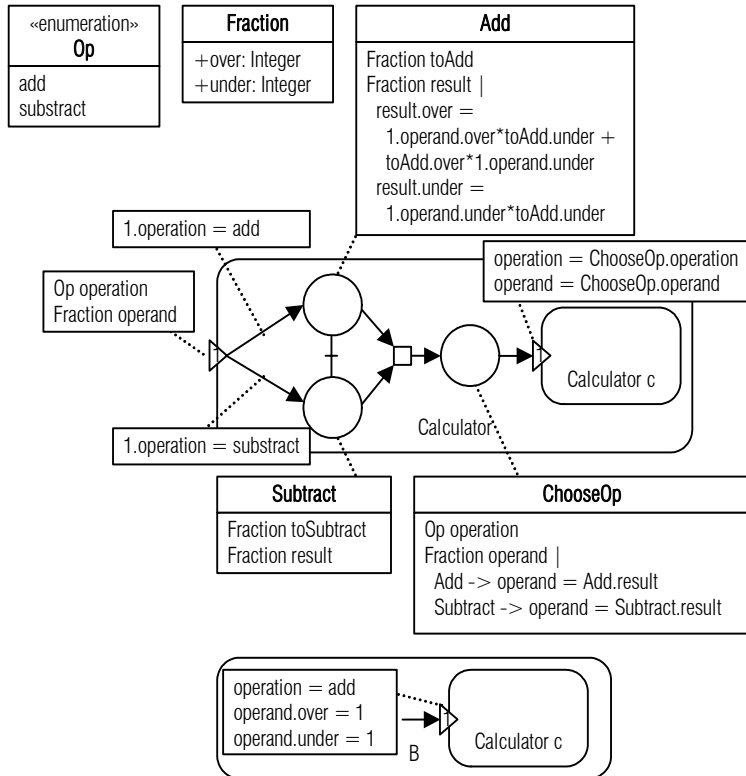 «enumeration»
Op
add
substract
Fraction
+over: Integer
+under: Integer
Add
Fraction toAdd
Fraction result |
result.over =
1.operand.over*toAdd.under +
toAdd.over*1.operand.under
result.under =
1.operand.under*toAdd.under
1.operation = add
Op operation
Fraction operand
operation = ChooseOp.operation
operand = ChooseOp.operand
1
1
Calculator c
Calculator
1.operation = substract
Subtract
Fraction toSubtract
Fraction result
ChooseOp
Op operation
Fraction operand |
Add -> operand = Add.result
Subtract -> operand = Subtract.result
operation = add
operand.over = 1
operand.under = 1
B
1
Calculator c